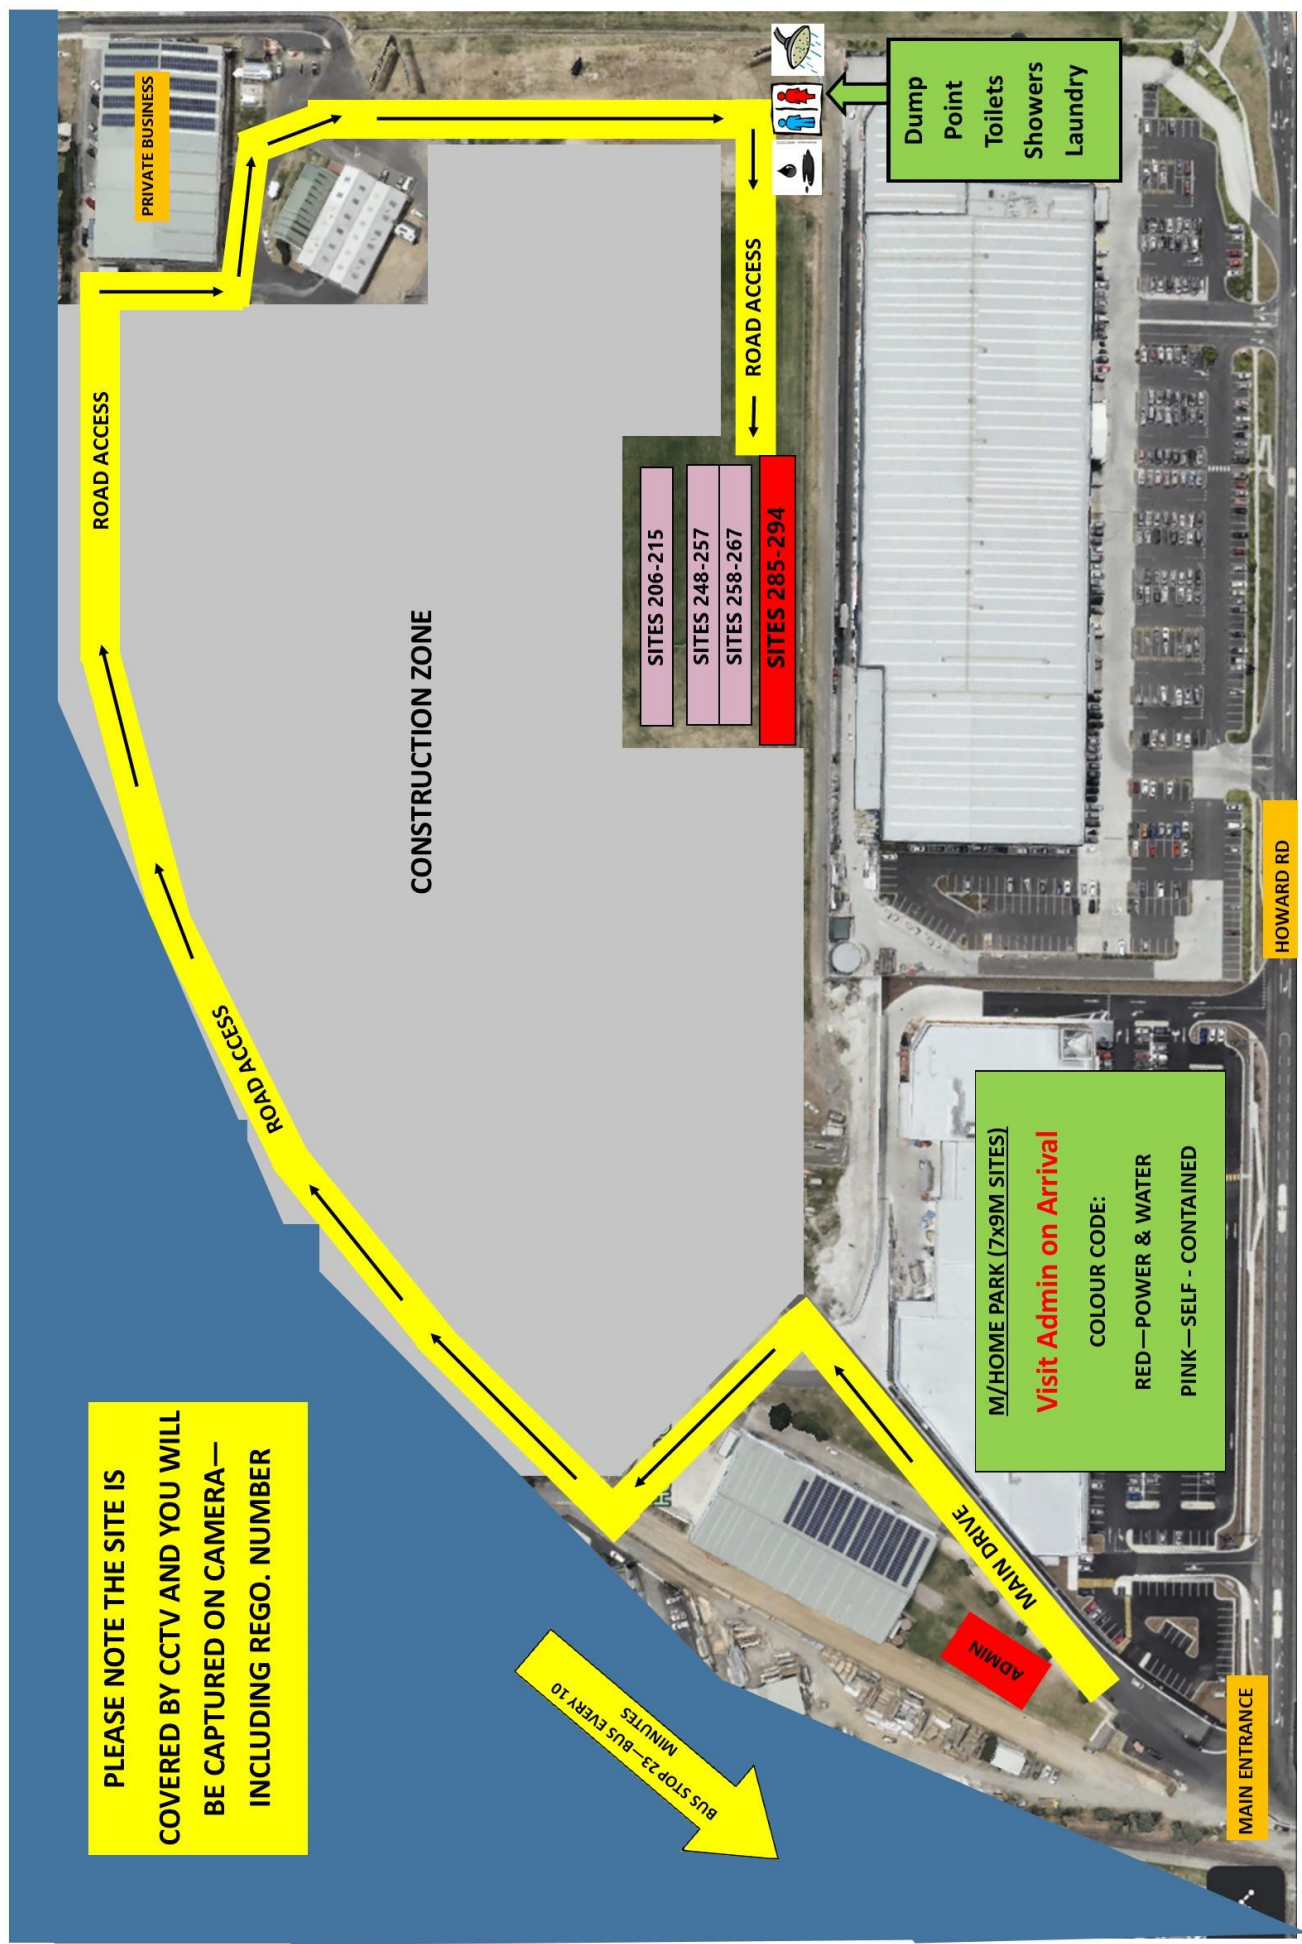 PLEASE NOTE THE SITE IS
COVERED BY CCTV AND YOU WILL
BE CAPTURED ON CAMERA—
INCLUDING REGO. NUMBER
ROAD ACCESS
PRIVATE BUSINESS
ROAD ACCESS
CONSTRUCTION ZONE
BUS STOP 23—BUS EVERY 10
MINUTES
SITES 206-215
SITES 248-257
SITES 258-267
SITES 285-294
ROAD ACCESS
Dump
Point
Toilets
Showers
Laundry
MAIN DRIVE
ADMIN
M/HOME PARK (7x9M SITES)
Visit Admin on Arrival
COLOUR CODE:
RED—POWER & WATER
PINK—SELF - CONTAINED
MAIN ENTRANCE
HOWARD RD